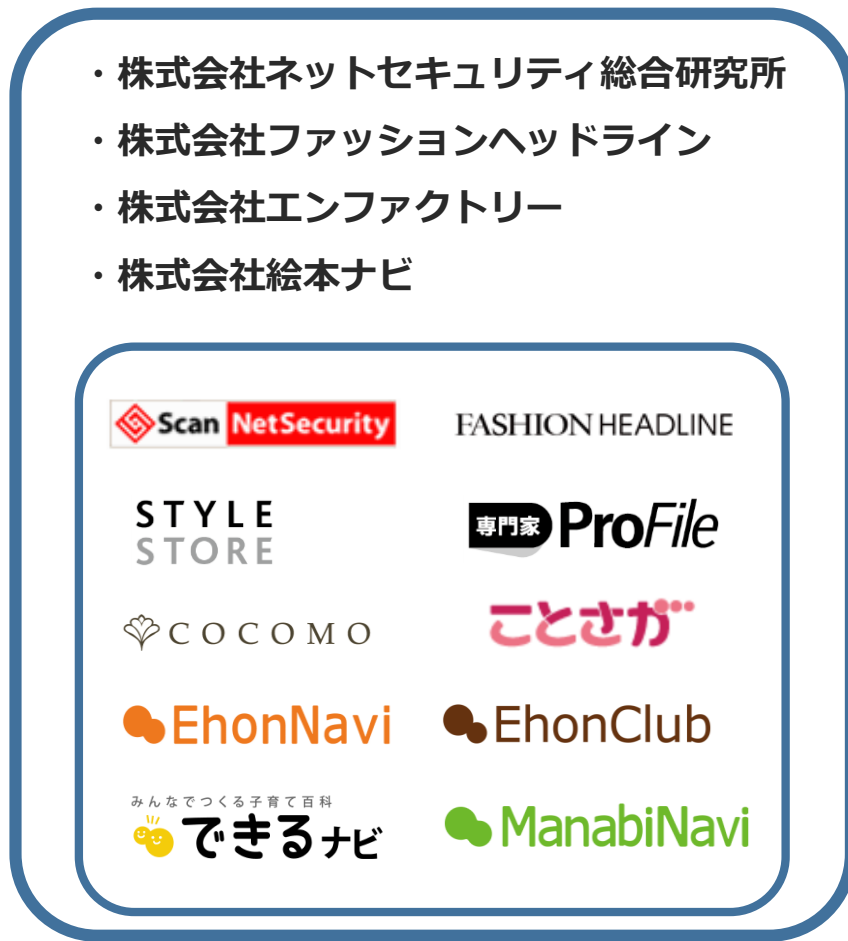 ・株式会社ネットセキュリティ総合研究所
・株式会社ファッションヘッドライン
・株式会社エンファクトリー
・株式会社絵本ナビ
Scan NetSecurity
FASHION HEADLINE
STYLE
STORE
専門家 ProFile
COCOMO
ことさが
EhonNavi
EhonClub
みんなでつくる子育て百科
できるナビ
ManabiNavi